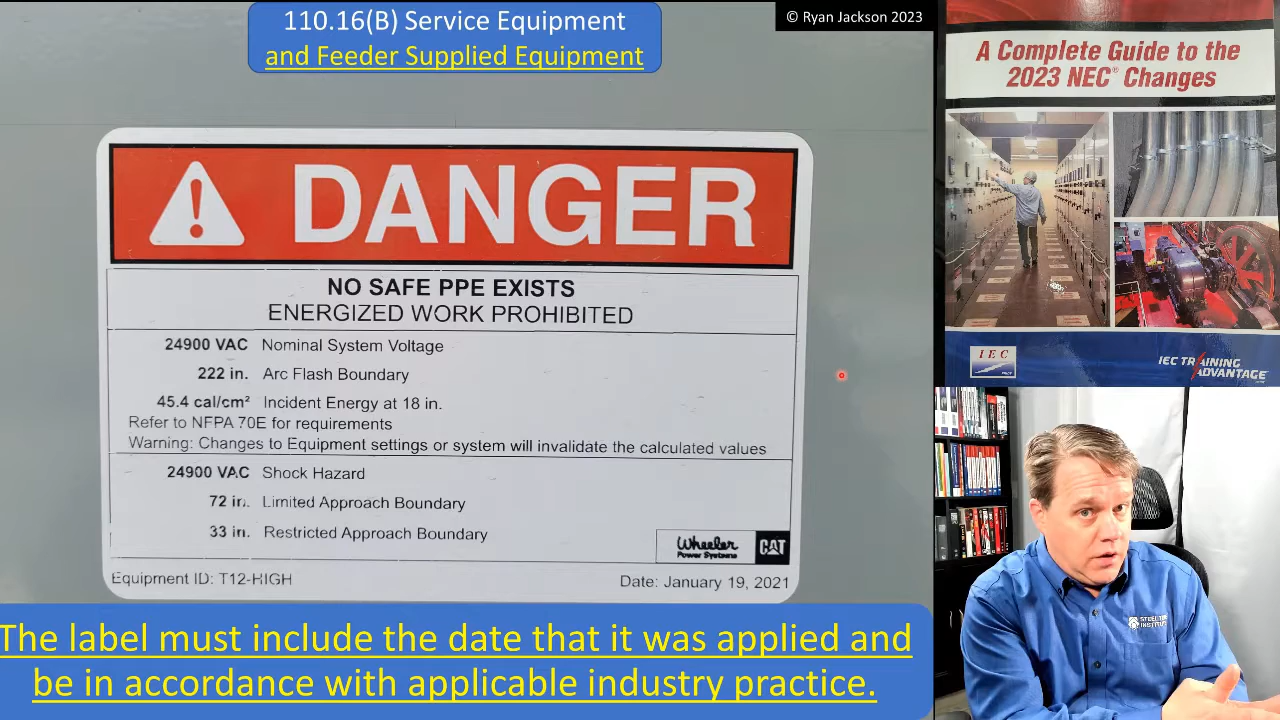 110.16(B) Service Equipment
and Feeder Supplied Equipment
© Ryan Jackson 2023
DANGER
NO SAFE PPE EXISTS
ENERGIZED WORK PROHIBITED
24900 VAC Nominal System Voltage
222 in. Arc Flash Boundary
45.4 cal/cm² Incident Energy at 18 in.
Refer to NFPA 70E for requirements
Warning: Changes to Equipment settings or system will invalidate the calculated values
24900 VAC Shock Hazard
72 in. Limited Approach Boundary
33 in. Restricted Approach Boundary
Wheeler
Power Systems
CAT
Equipment ID: T12-HIGH
Date: January 19, 2021
The label must include the date that it was applied and
be in accordance with applicable industry practice.
A Complete Guide to the
2023 NEC® Changes
IEC
IEC TRAINING
ADVANTAGE
STEEL TUBE
INSTITUTE